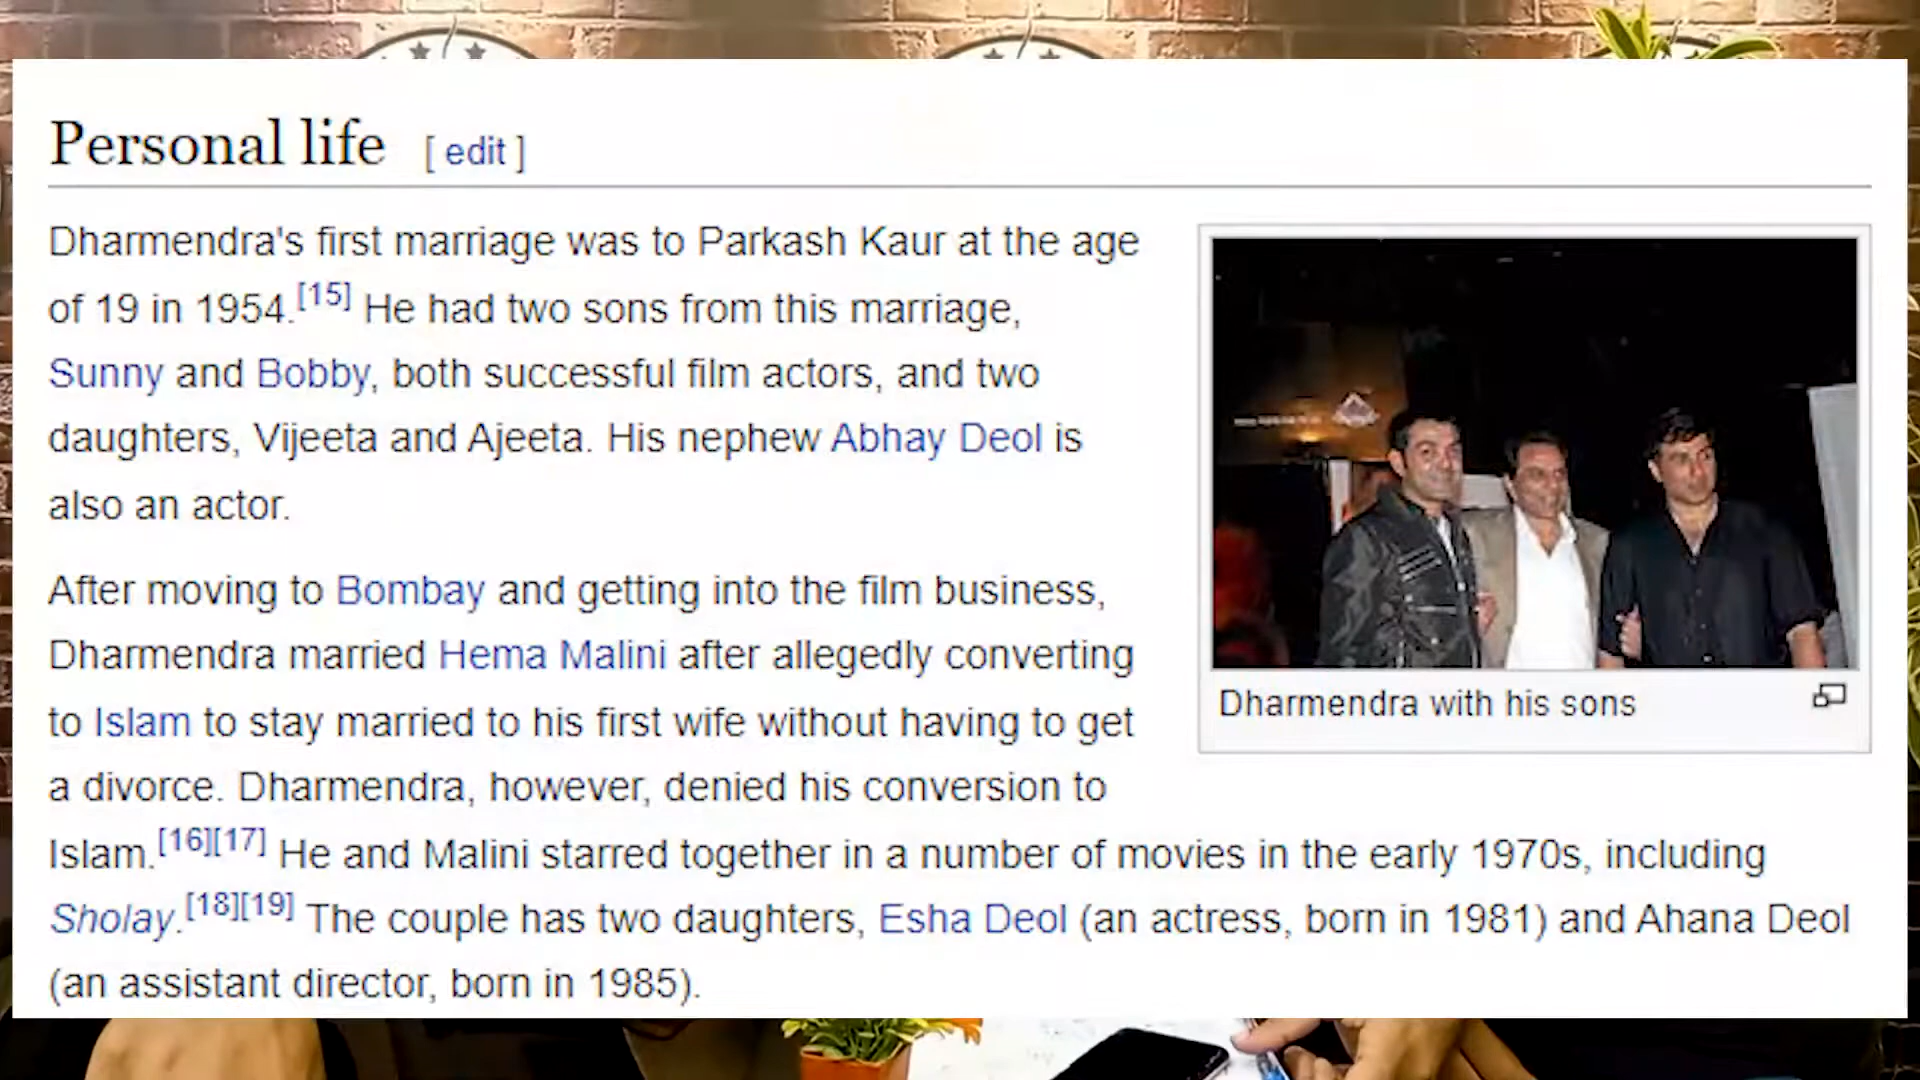 Personal life [ edit ]
Dharmendra's first marriage was to Parkash Kaur at the age
of 19 in 1954.[15] He had two sons from this marriage,
Sunny and Bobby, both successful film actors, and two
daughters, Vijeeta and Ajeeta. His nephew Abhay Deol is
also an actor.
After moving to Bombay and getting into the film business,
Dharmendra married Hema Malini after allegedly converting
to Islam to stay married to his first wife without having to get
a divorce. Dharmendra, however, denied his conversion to
Islam.[16][17] He and Malini starred together in a number of movies in the early 1970s, including
Sholay.[18][19] The couple has two daughters, Esha Deol (an actress, born in 1981) and Ahana Deol
(an assistant director, born in 1985).
Dharmendra with his sons